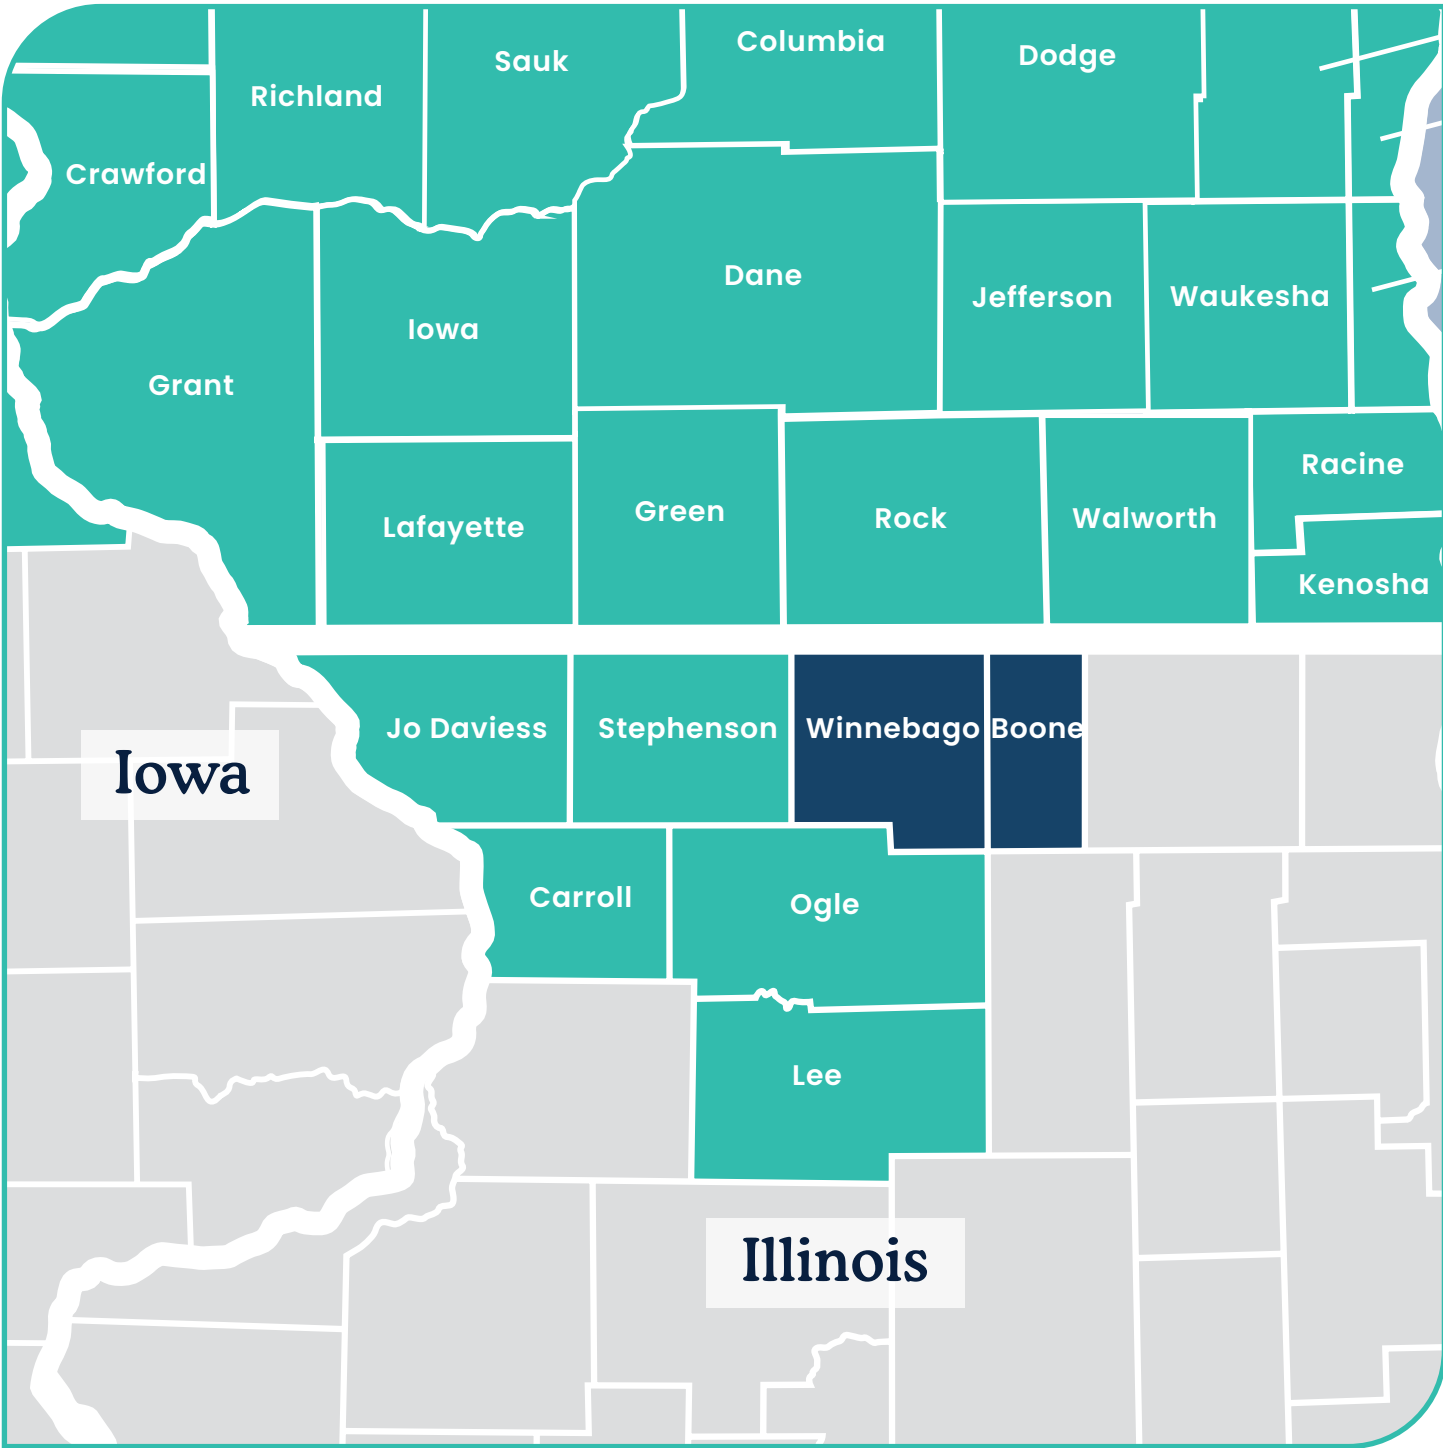 Columbia
Dodge
Sauk
Richland
Crawford
Dane
Jefferson
Waukesha
Iowa
Grant
Racine
Green
Rock
Walworth
Lafayette
Kenosha
Jo Daviess
Stephenson
Winnebago
Boone
Iowa
Carroll
Ogle
Lee
Illinois